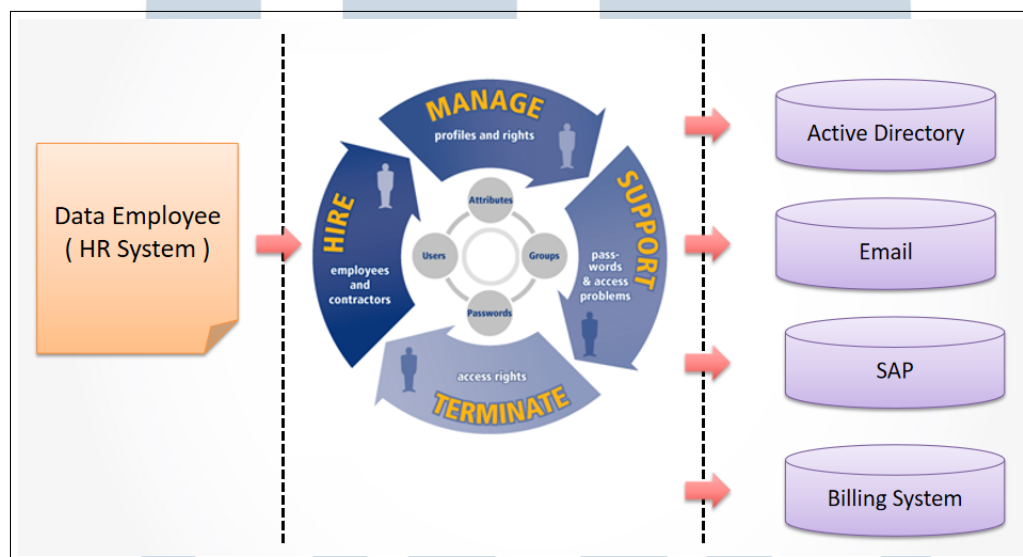 Data Employee
( HR System )
MANAGE
profiles and rights
HIRE
employees
and
contractors
SUPPORT
pass-
words
& access
problems
access rights
TERMINATE
Attributes
Users
Groups
Passwords
Active Directory
Email
SAP
Billing System